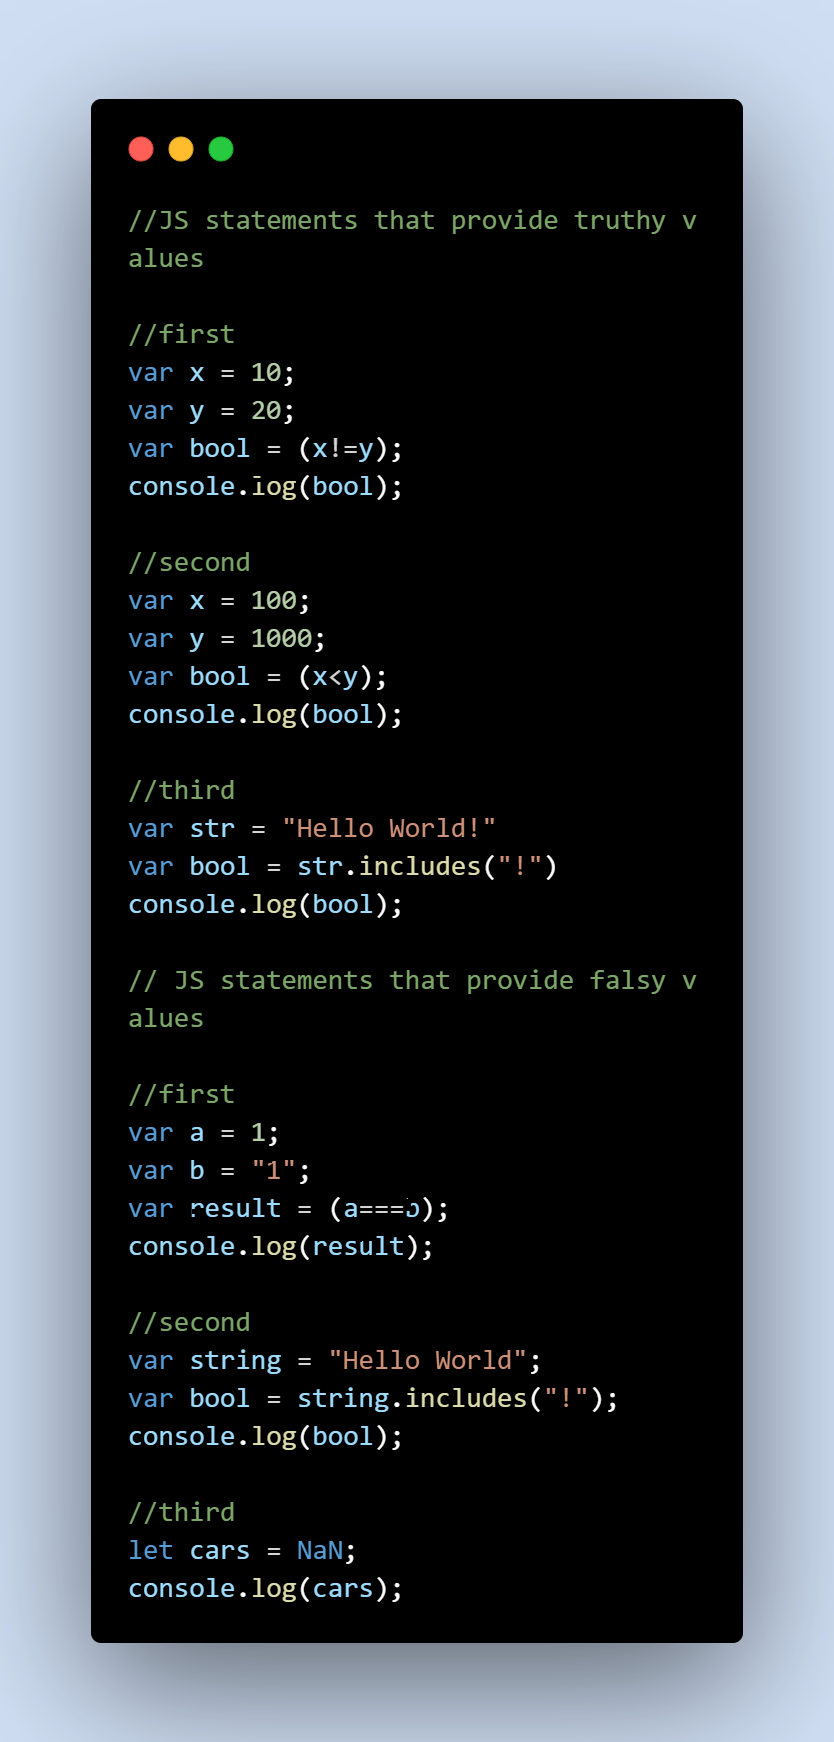 //JS statements that provide truthy v
alues
//first
var x = 10;
var y = 20;
var bool = (x!=y);
console.log(bool);
//second
var x = 100;
var y = 1000;
var bool = (x<y);
console.log(bool);
//third
var str = "Hello World!"
var bool = str.includes("!")
console.log(bool);
// JS statements that provide falsy v
alues
//first
var a = 1;
var b = "1";
var result = (a===b);
console.log(result);
//second
var string = "Hello World";
var bool = string.includes("!");
console.log(bool);
//third
let cars = NaN;
console.log(cars);